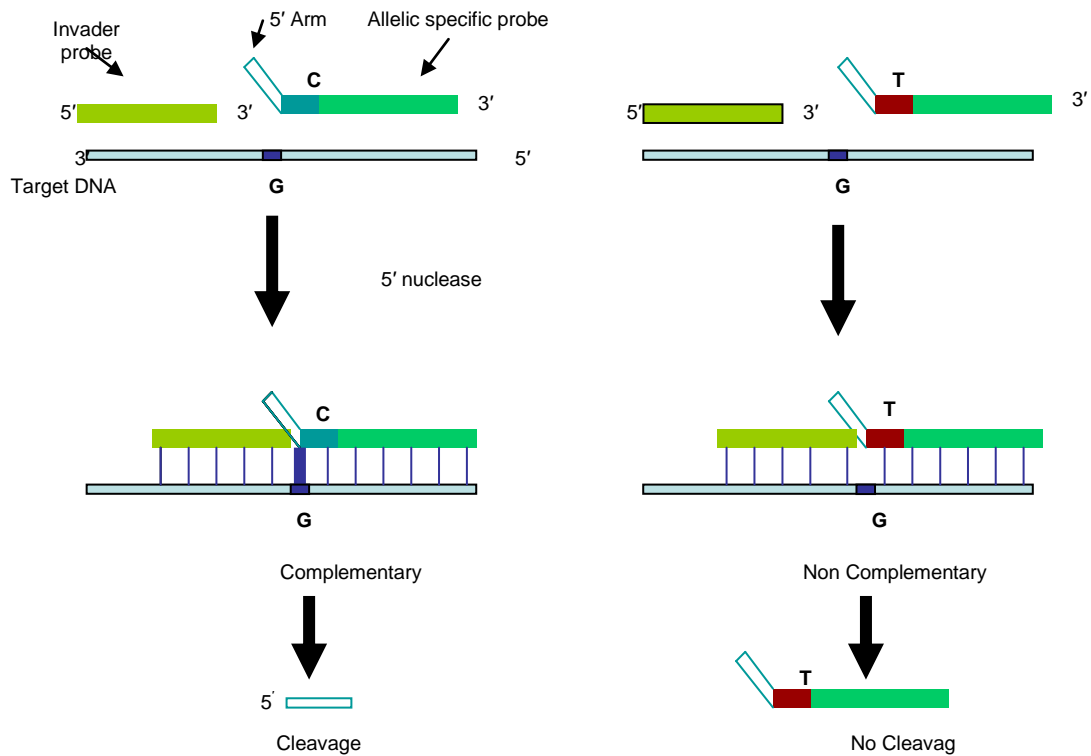 5′ Arm
Allelic specific probe
Invader
probe
C
T
5′
3′
3′
5′
3′
3′
3′
5′
Target DNA
G
G
5′ nuclease
C
T
G
G
Complementary
Non Complementary
T
5′
Cleavage
No Cleavag